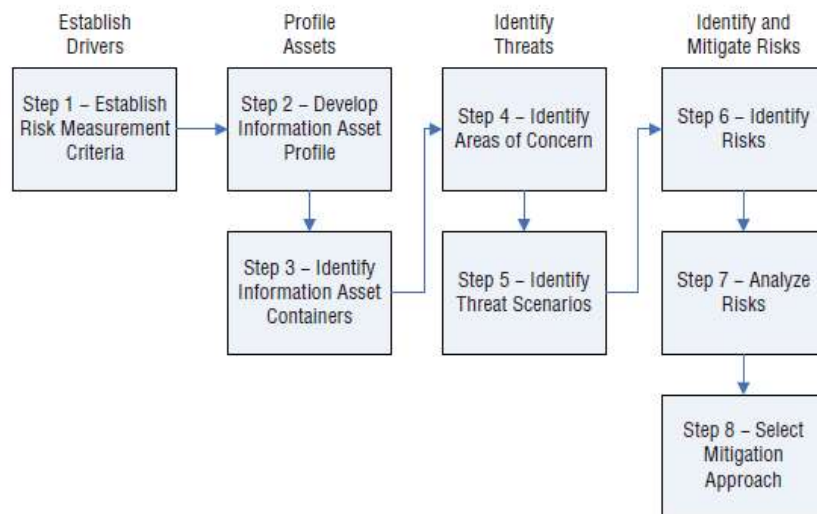 Establish
Drivers
Profile
Assets
Identify
Threats
Identify and
Mitigate Risks
Step 1 – Establish
Risk Measurement
Criteria
Step 2 – Develop
Information Asset
Profile
Step 3 – Identify
Information Asset
Containers
Step 4 – Identify
Areas of Concern
Step 5 – Identify
Threat Scenarios
Step 6 – Identify
Risks
Step 7 – Analyze
Risks
Step 8 – Select
Mitigation
Approach